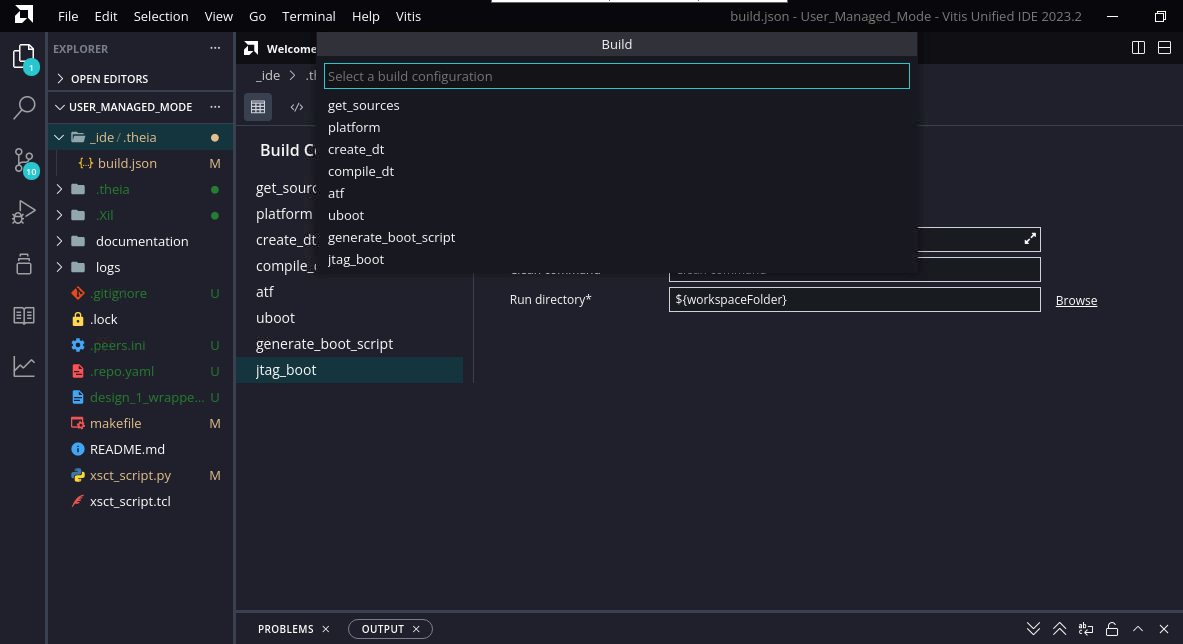 File Edit Selection View Go Terminal Help Vitis
build.json - User_Managed_Mode - Vitis Unified IDE 2023.2
EXPLORER
OPEN EDITORS
USER_MANAGED_MODE
_ide / .theia
build.json M
.theia
.Xil
documentation
logs
.gitignore U
.lock
.peers.ini U
.repo.yaml U
design_1_wrappe... U
makefile M
README.md
xsct_script.py M
xsct_script.tcl
1
10
Welcome
_ide > .t
Build
Select a build configuration
get_sources
platform
create_dt
compile_dt
atf
uboot
generate_boot_script
jtag_boot
Build C
get_sourc
platform
create_dt
compile_
atf
uboot
generate_boot_script
jtag_boot
Run directory*
${workspaceFolder}
Browse
PROBLEMS
OUTPUT